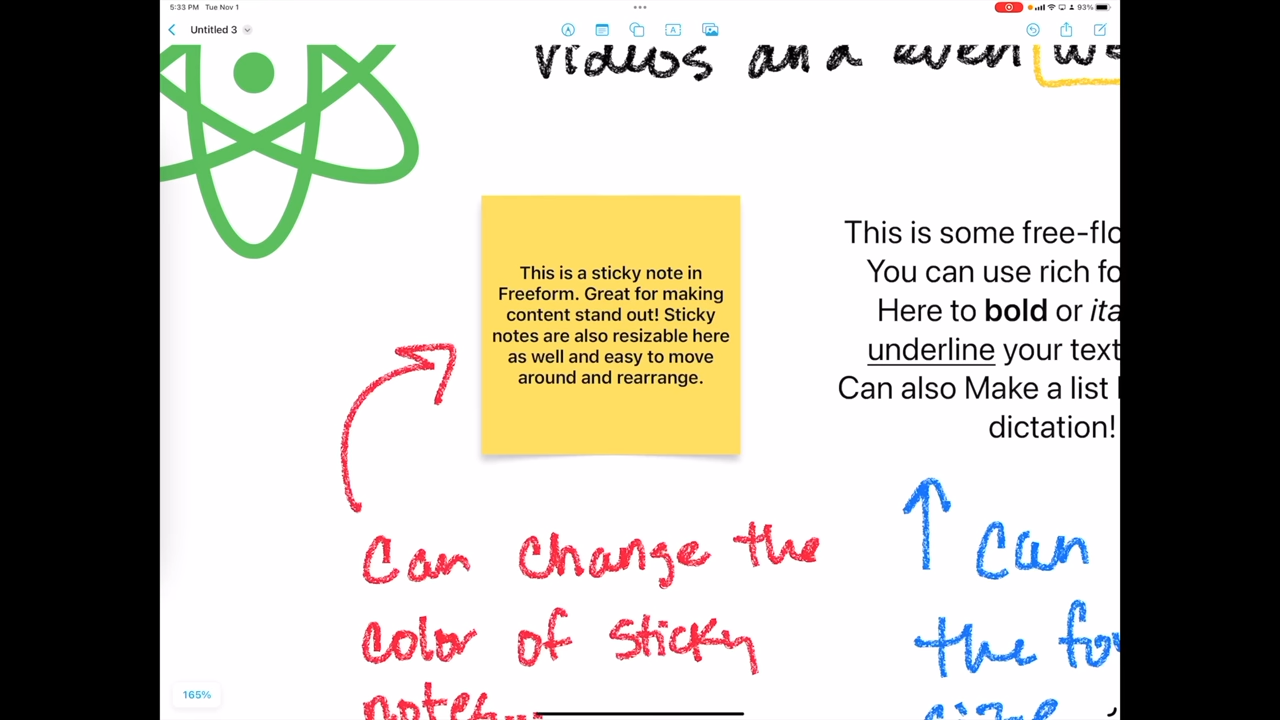 5:33 PM Tue Nov 1
93%
Untitled 3
A
videos and even
This is a sticky note in
Freeform. Great for making
content stand out! Sticky
notes are also resizable here
as well and easy to move
around and rearrange.
This is some free-flo
You can use rich fo
Here to bold or ita
underline your text
Can also Make a list
dictation!
Can change the
color of sticky
notes...
can
the fo
size
165%